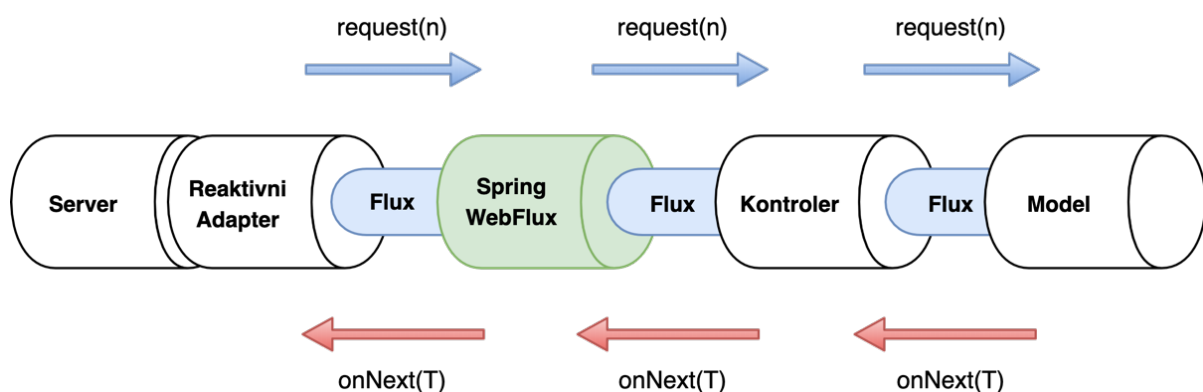 request(n)
request(n)
request(n)
Server
Reaktivni
Adapter
Flux
Spring
WebFlux
Flux
Kontroler
Flux
Model
onNext(T)
onNext(T)
onNext(T)